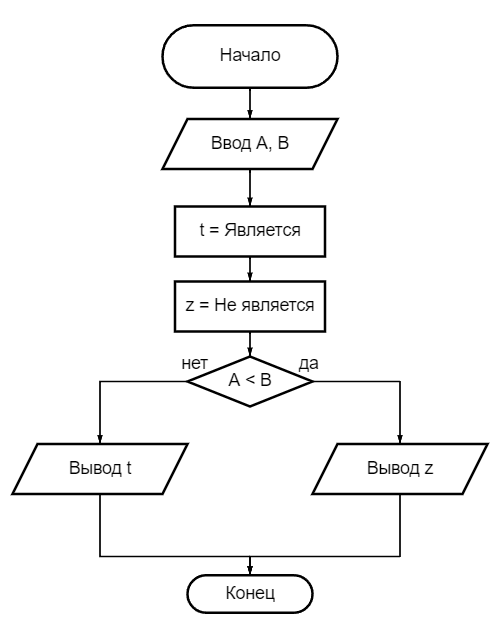 Начало
Ввод A, B
t = Является
z = Не является
нет
да
A < B
Вывод t
Вывод z
Конец